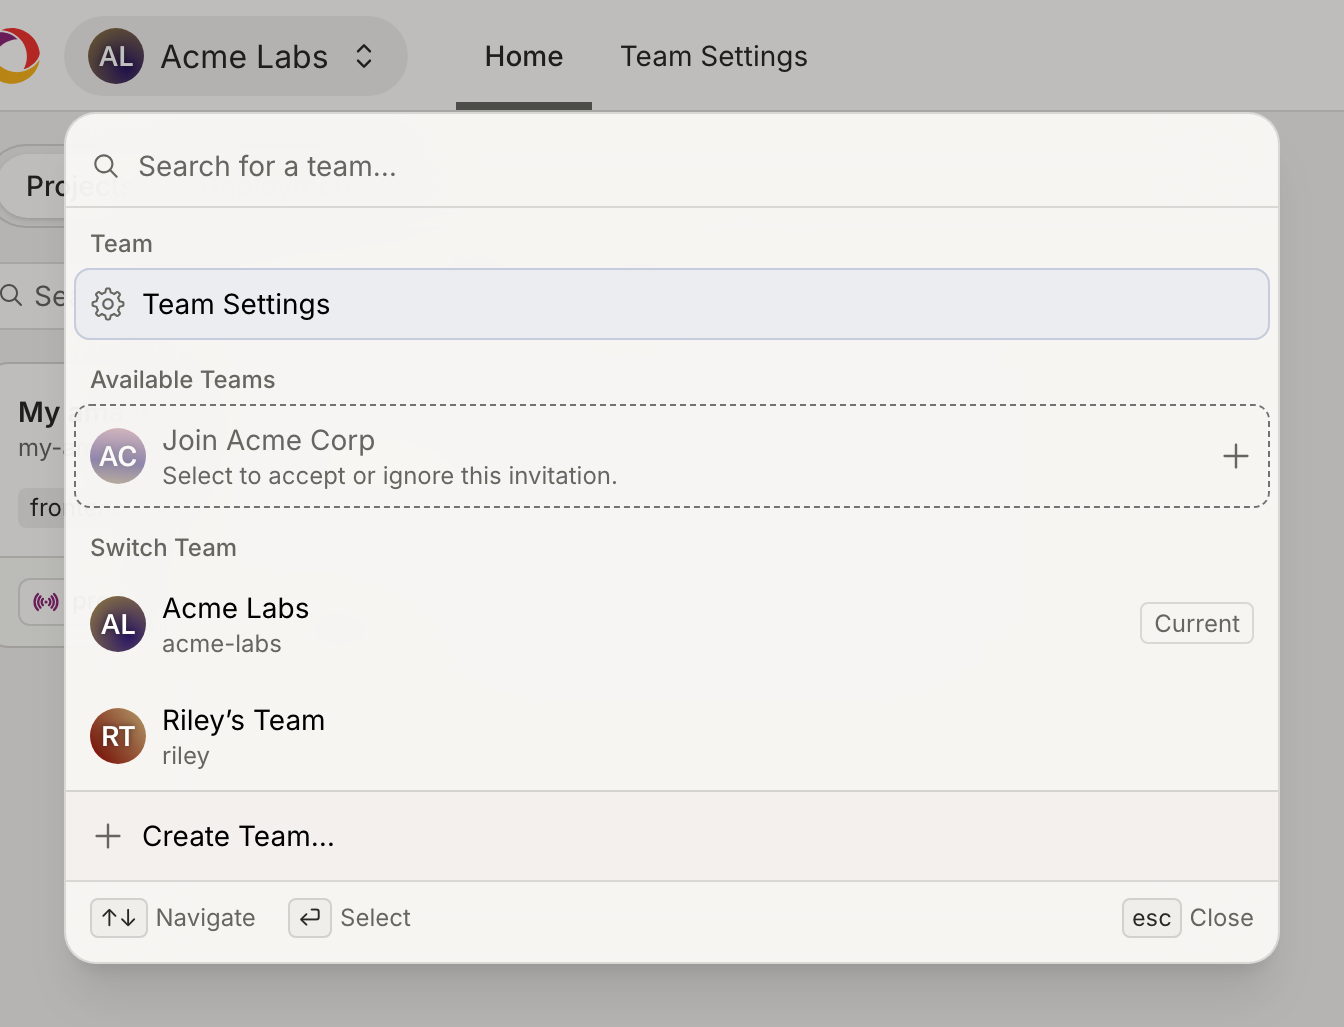 AL Acme Labs
Home
Team Settings
Search for a team...
Team
Team Settings
Available Teams
AC
Join Acme Corp
Select to accept or ignore this invitation.
Switch Team
AL
Acme Labs
acme-labs
Current
RT
Riley’s Team
riley
Create Team...
↑↓ Navigate
Select
esc Close
My